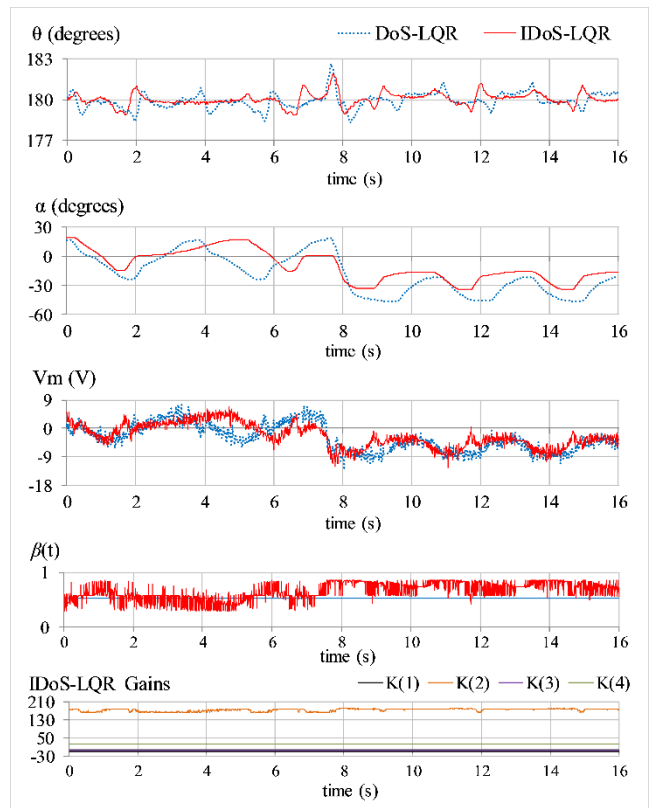 θ (degrees)
DoS-LQR
IDoS-LQR
183
180
177
0 2 4 6 8 10 12 14 16
time (s)
α (degrees)
30
0
-30
-60
0 2 4 6 8 10 12 14 16
time (s)
Vm (V)
9
0
-9
-18
0 2 4 6 8 10 12 14 16
time (s)
β(t)
1
0
0 2 4 6 8 10 12 14 16
time (s)
IDoS-LQR Gains
K(1) K(2) K(3) K(4)
210
130
50
-30
0 2 4 6 8 10 12 14 16
time (s)